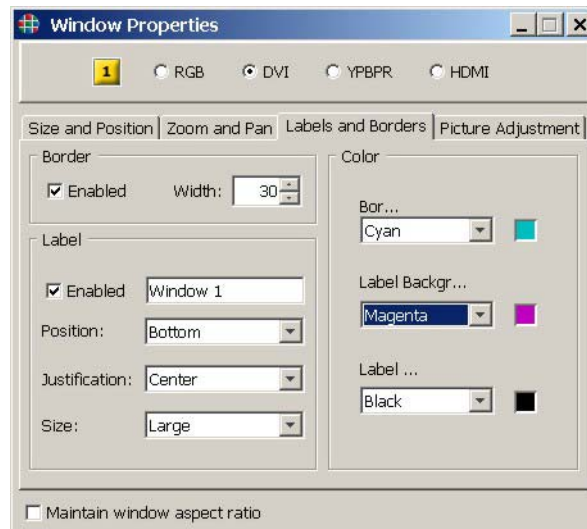 Window Properties
1 RGB DVI YPBPR HDMI
Size and Position Zoom and Pan Labels and Borders Picture Adjustment
Border
Enabled Width: 30
Label
Enabled Window 1
Position: Bottom
Justification: Center
Size: Large
Color
Bor...
Cyan
Label Backgr...
Magenta
Label ...
Black
Maintain window aspect ratio